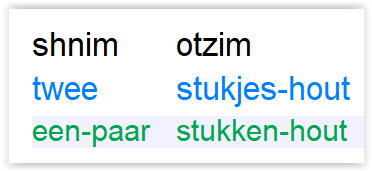 shnim otzim
twee stukjes-hout
een-paar stukken-hout